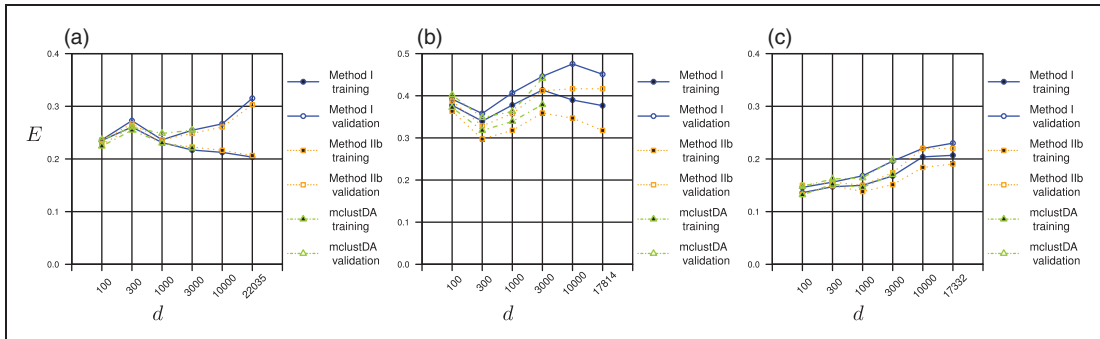 (a)
0.4
0.3
0.2
0.1
0.0
E
100
300
1000
3000
10000
22035
d
Method I
training
Method I
validation
Method IIb
training
Method IIb
validation
mclustDA
training
mclustDA
validation
(b)
0.5
0.4
0.3
0.2
0.1
0.0
100
300
1000
3000
10000
17814
d
Method I
training
Method I
validation
Method IIb
training
Method IIb
validation
mclustDA
training
mclustDA
validation
(c)
0.4
0.3
0.2
0.1
0.0
100
300
1000
3000
10000
17332
d
Method I
training
Method I
validation
Method IIb
training
Method IIb
validation
mclustDA
training
mclustDA
validation